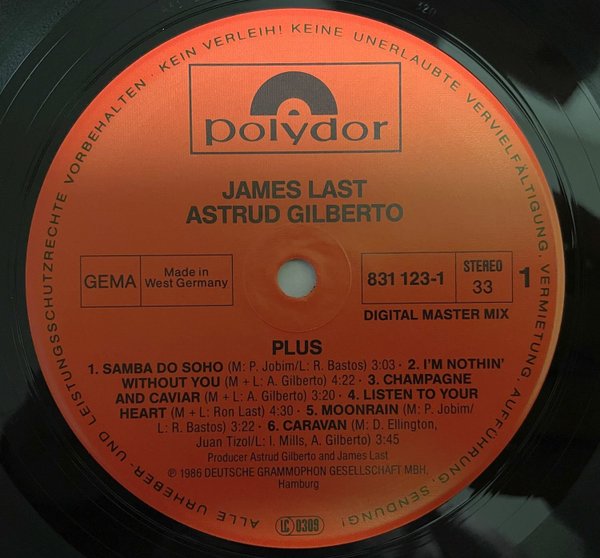 ALLE URHEBER- UND LEISTUNGSSCHUTZRECHTE VORBEHALTEN · KEIN VERLEIH! KEINE UNERLAUBTE VERVIELFÄLTIGUNG, VERMIETUNG, AUFFÜHRUNG, SENDUNG!
polydor
JAMES LAST
ASTRUD GILBERTO
GEMA
Made in
West Germany
831 123-1
STEREO
33
1
DIGITAL MASTER MIX
PLUS
1. SAMBA DO SOHO (M: P. Jobim/L: R. Bastos) 3:03 · 2. I'M NOTHIN'
WITHOUT YOU (M + L: A. Gilberto) 4:22 · 3. CHAMPAGNE
AND CAVIAR (M + L: A. Gilberto) 3:20 · 4. LISTEN TO YOUR
HEART (M + L: Ron Last) 4:30 · 5. MOONRAIN (M: P. Jobim/
L: R. Bastos) 3:22 · 6. CARAVAN (M: D. Ellington,
Juan Tizol/L: I. Mills, A. Gilberto) 3:45
Producer Astrud Gilberto and James Last
℗ 1986 DEUTSCHE GRAMMOPHON GESELLSCHAFT MBH,
Hamburg
LC 0309